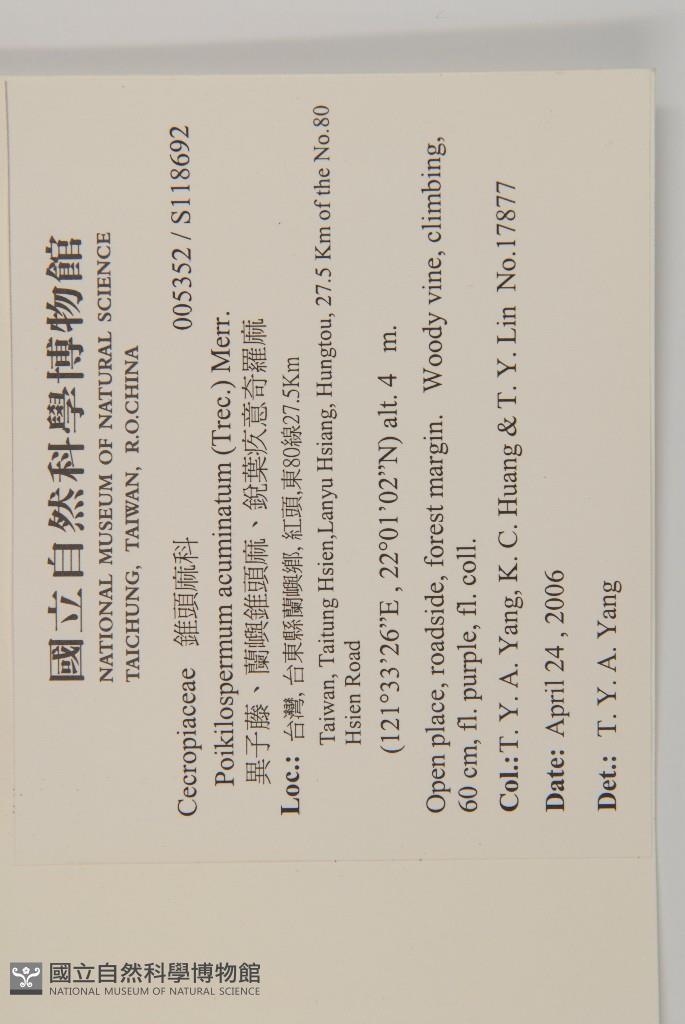 國立自然科學博物館
NATIONAL MUSEUM OF NATURAL SCIENCE
TAICHUNG, TAIWAN, R.O.CHINA
Cecropiaceae 錐頭麻科 005352 / S118692
Poikilospermum acuminatum (Trec.) Merr.
異子藤、蘭嶼錐頭麻、銳葉疢意奇羅麻
Loc.: 台灣, 台東縣蘭嶼鄉, 紅頭,東80線27.5Km
Taiwan, Taitung Hsien,Lanyu Hsiang, Hungtou, 27.5 Km of the No.80
Hsien Road
(121°33’26”E , 22°01’02”N) alt. 4 m.
Open place, roadside, forest margin. Woody vine, climbing,
60 cm, fl. purple, fl. coll.
Col.:T. Y. A. Yang, K. C. Huang & T. Y. Lin No.17877
Date: April 24 , 2006
Det.: T. Y. A. Yang
國立自然科學博物館
NATIONAL MUSEUM OF NATURAL SCIENCE